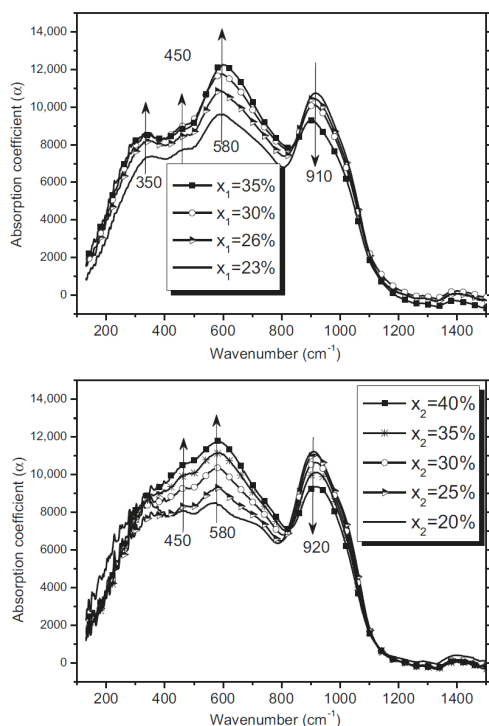 14,000
12,000
10,000
8000
6000
4000
2000
0
Absorption coefficient (α)
450
350
580
910
x1=35%
x1=30%
x1=26%
x1=23%
200 400 600 800 1000 1200 1400
Wavenumber (cm-1)
14,000
12,000
10,000
8000
6000
4000
2000
0
Absorption coefficient (α)
450
580
920
x2=40%
x2=35%
x2=30%
x2=25%
x2=20%
200 400 600 800 1000 1200 1400
Wavenumber (cm-1)